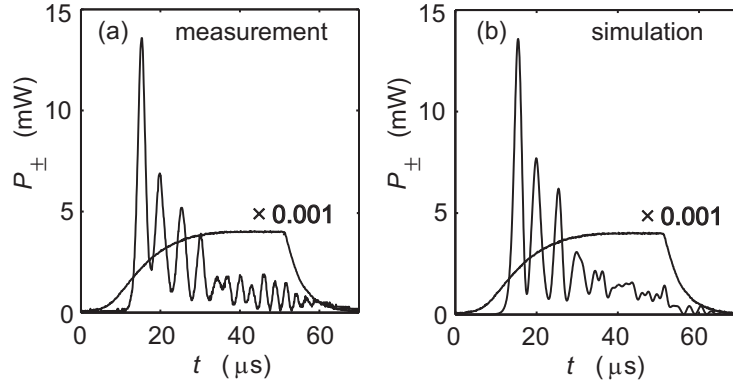 (a) measurement
15
10
5
0
P± (mW)
× 0.001
0 20 40 60
t (μs)
(b) simulation
15
10
5
0
P± (mW)
× 0.001
0 20 40 60
t (μs)